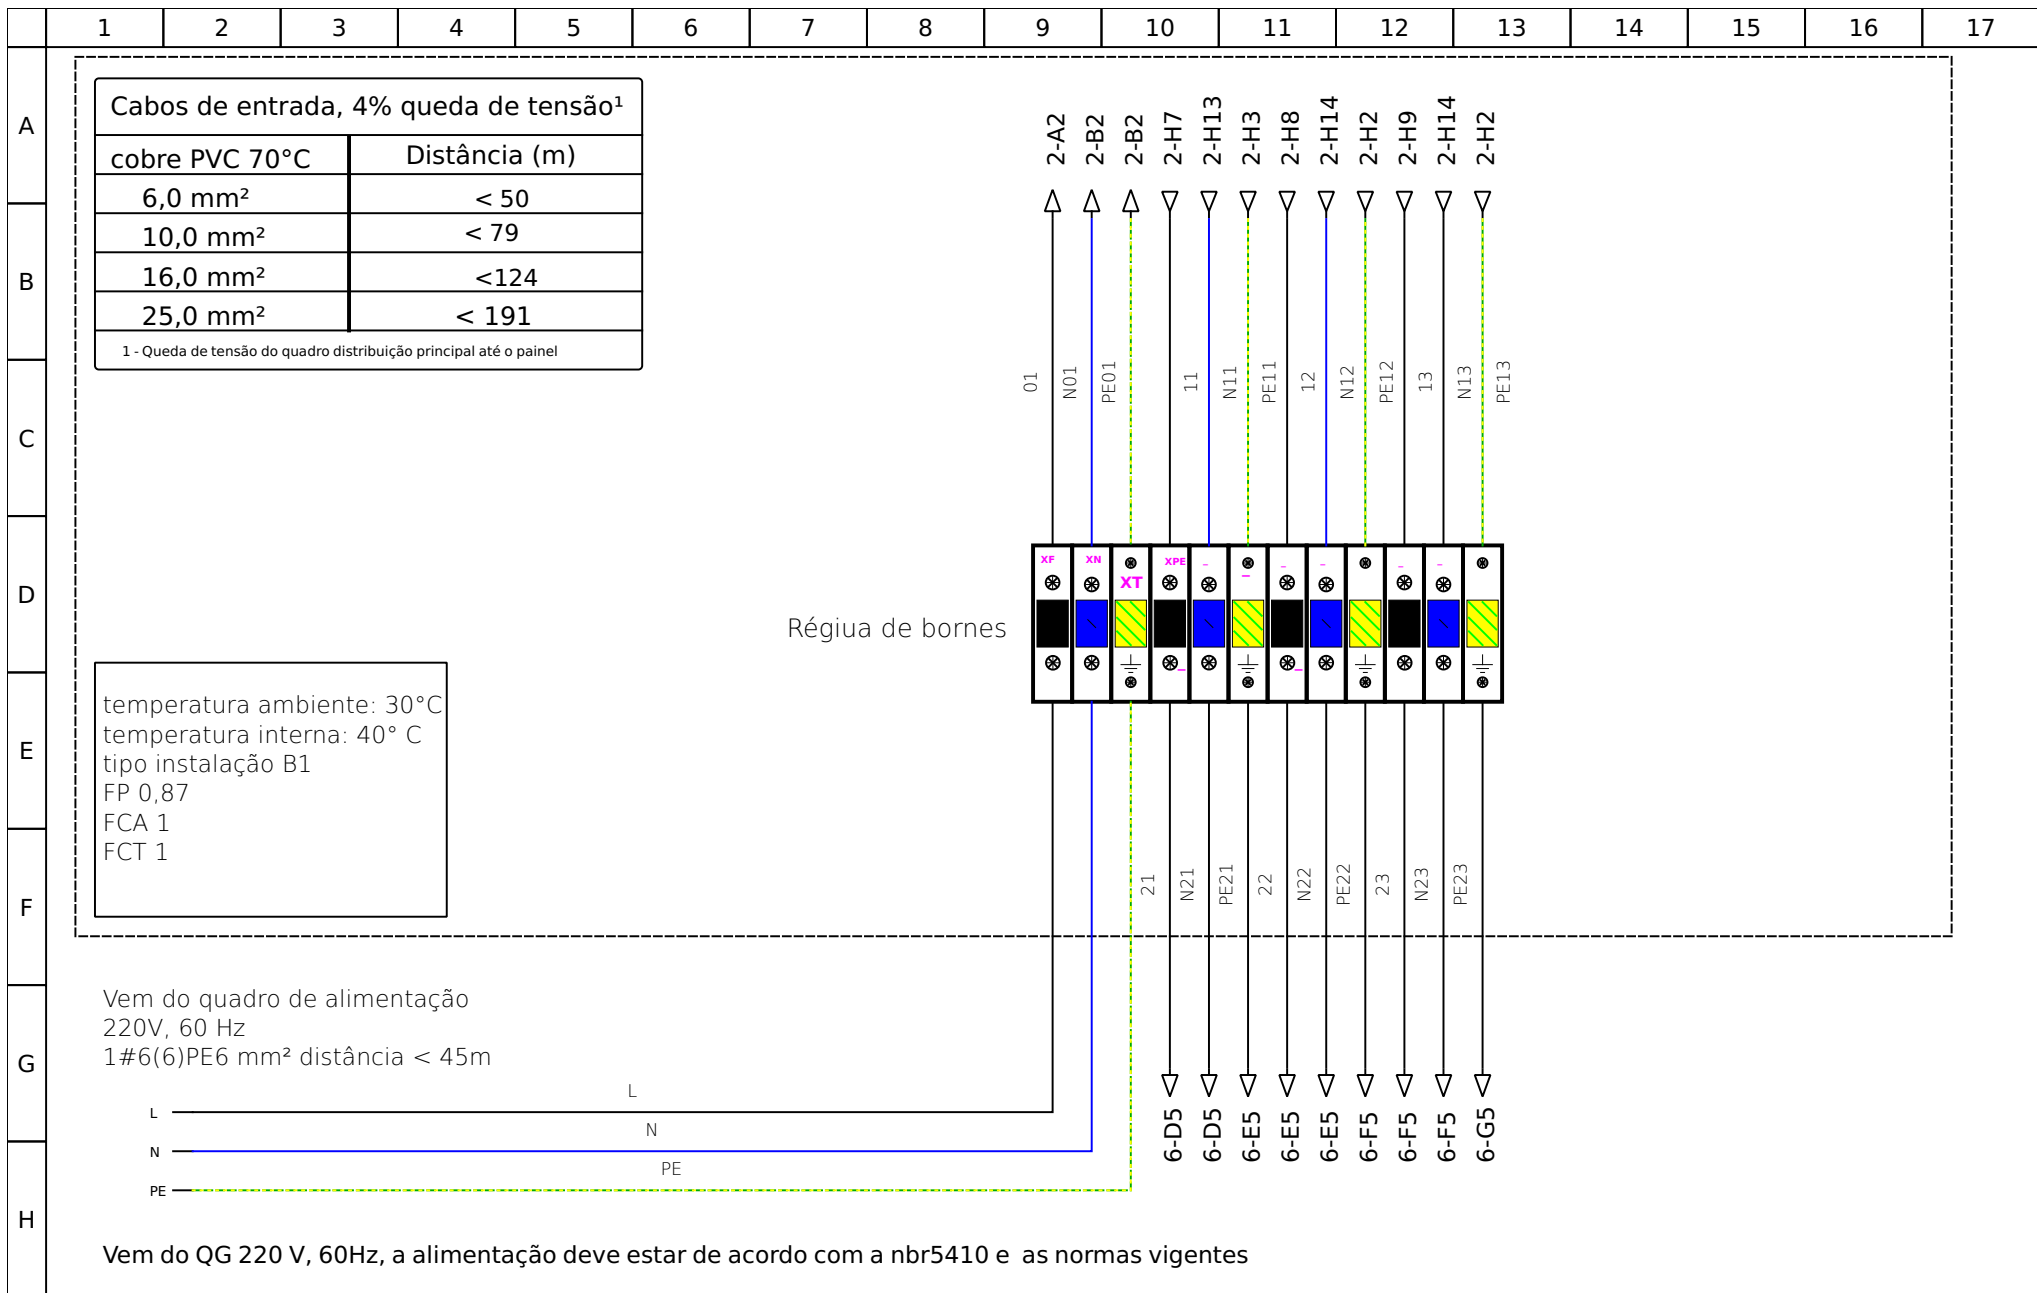 1 2 3 4 5 6 7 8 9 10 11 12 13 14 15 16 17
A
B
C
D
E
F
G
H
Cabos de entrada, 4% queda de tensão¹
cobre PVC 70°C Distância (m)
6,0 mm² < 50
10,0 mm² < 79
16,0 mm² <124
25,0 mm² < 191
1 - Queda de tensão do quadro distribuição principal até o painel
2-A2
2-B2
2-B2
2-H7
2-H13
2-H3
2-H8
2-H14
2-H2
2-H9
2-H14
2-H2
01
N01
PE01
11
N11
PE11
12
N12
PE12
13
N13
PE13
XF XN XPE
XT
Régiua de bornes
temperatura ambiente: 30°C
temperatura interna: 40° C
tipo instalação B1
FP 0,87
FCA 1
FCT 1
21
N21
PE21
22
N22
PE22
23
N23
PE23
Vem do quadro de alimentação
220V, 60 Hz
1#6(6)PE6 mm² distância < 45m
L
L
N
N
PE
PE
6-D5
6-D5
6-E5
6-E5
6-E5
6-F5
6-F5
6-F5
6-G5
Vem do QG 220 V, 60Hz, a alimentação deve estar de acordo com a nbr5410 e  as normas vigentes